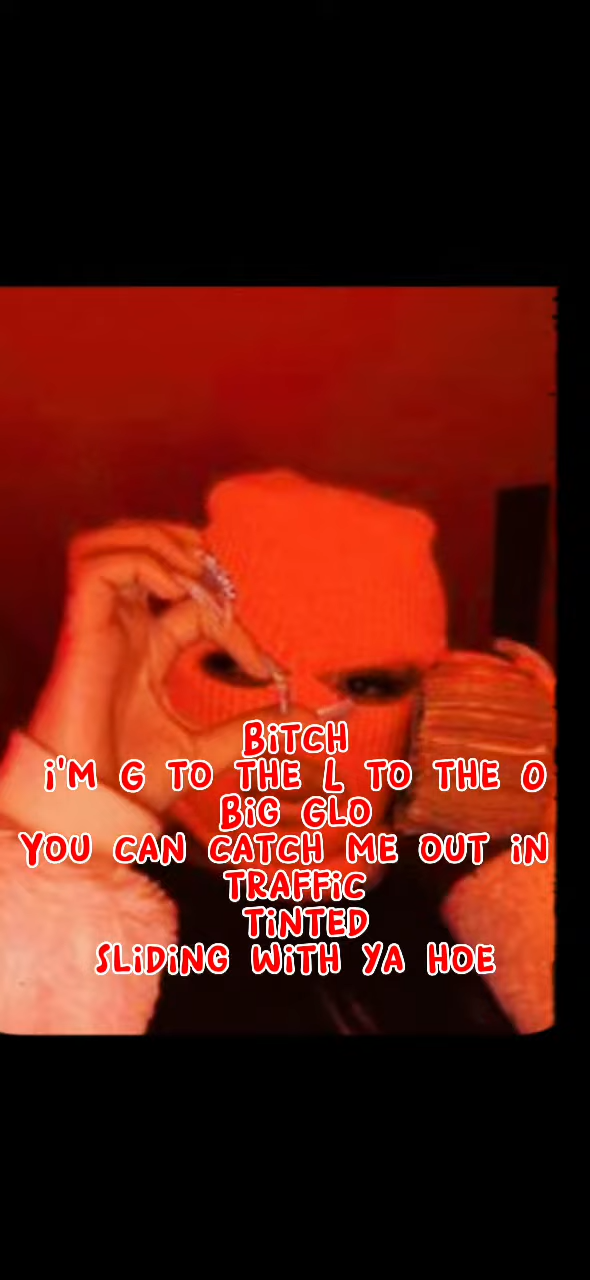 BiTCH
i'M G TO THE L TO THE O
BiG GLO
YOU CAN CATCH ME OUT iN
TRAFFiC
TiNTED
SLiDiNG WiTH YA HOE